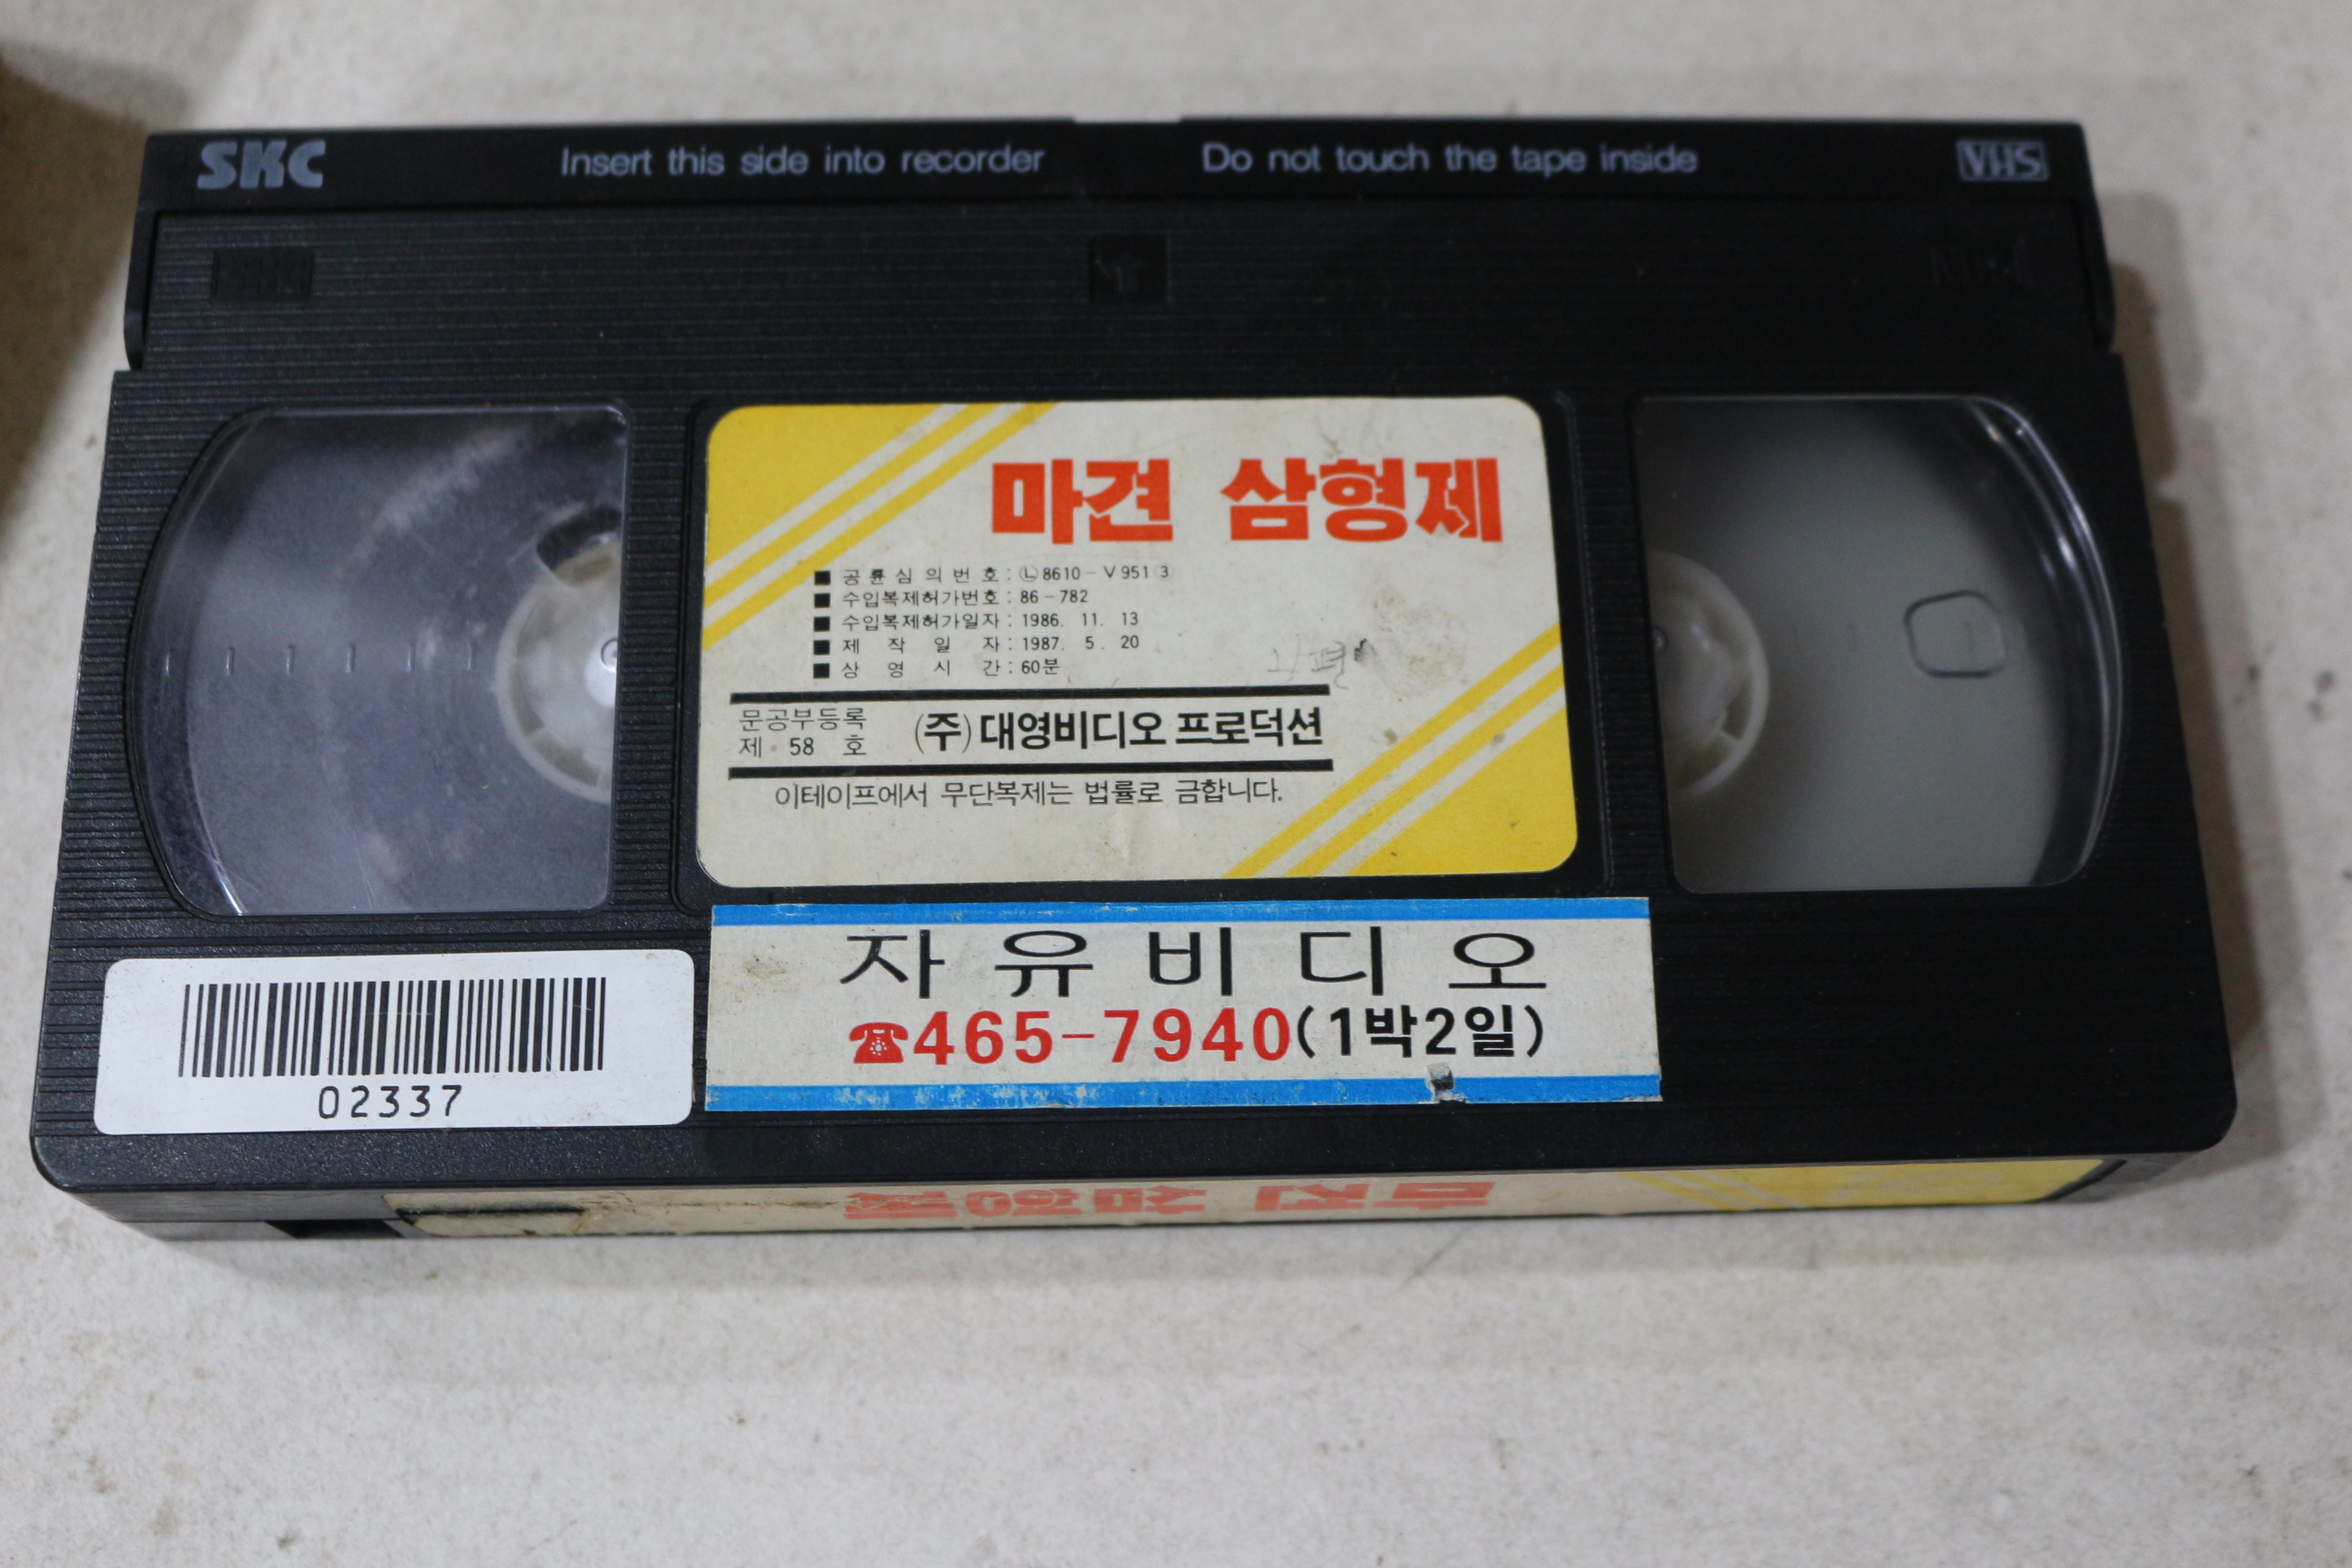 SKC Insert this side into recorder Do not touch the tape inside VHS
마견 삼형제
■ 공륜심의번호 : Ⓛ8610-V951③
■ 수입복제허가번호 : 86-782
■ 수입복제허가일자 : 1986. 11. 13
■ 제작일자 : 1987. 5. 20
■ 상영시간 : 60분
문공부등록
제 58 호
(주)대영비디오 프로덕션
이테이프에서 무단복제는 법률로 금합니다.
자유비디오
☎465-7940(1박2일)
02337
마견 삼형제